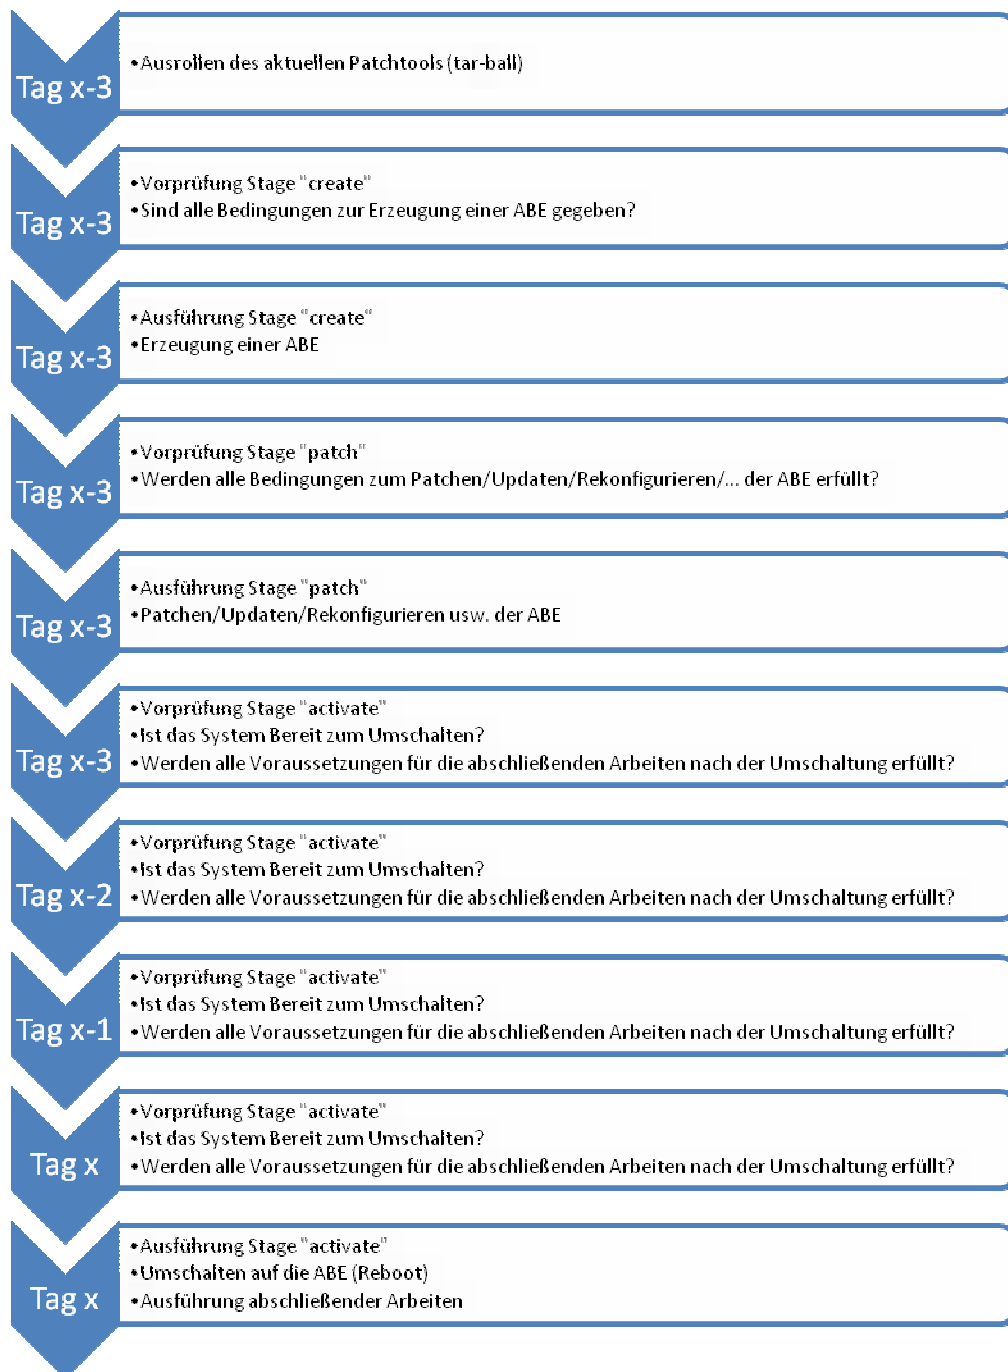 Tag x-3
•Ausrollen des aktuellen Patchtools (tar-ball)
Tag x-3
•Vorprüfung Stage "create"
•Sind alle Bedingungen zur Erzeugung einer ABE gegeben?
Tag x-3
•Ausführung Stage "create"
•Erzeugung einer ABE
Tag x-3
•Vorprüfung Stage "patch"
•Werden alle Bedingungen zum Patchen/Updaten/Rekonfigurieren/... der ABE erfüllt?
Tag x-3
•Ausführung Stage "patch"
•Patchen/Updaten/Rekonfigurieren usw. der ABE
Tag x-3
•Vorprüfung Stage "activate"
•Ist das System Bereit zum Umschalten?
•Werden alle Voraussetzungen für die abschließenden Arbeiten nach der Umschaltung erfüllt?
Tag x-2
•Vorprüfung Stage "activate"
•Ist das System Bereit zum Umschalten?
•Werden alle Voraussetzungen für die abschließenden Arbeiten nach der Umschaltung erfüllt?
Tag x-1
•Vorprüfung Stage "activate"
•Ist das System Bereit zum Umschalten?
•Werden alle Voraussetzungen für die abschließenden Arbeiten nach der Umschaltung erfüllt?
Tag x
•Vorprüfung Stage "activate"
•Ist das System Bereit zum Umschalten?
•Werden alle Voraussetzungen für die abschließenden Arbeiten nach der Umschaltung erfüllt?
Tag x
•Ausführung Stage "activate"
•Umschalten auf die ABE (Reboot)
•Ausführung abschließender Arbeiten